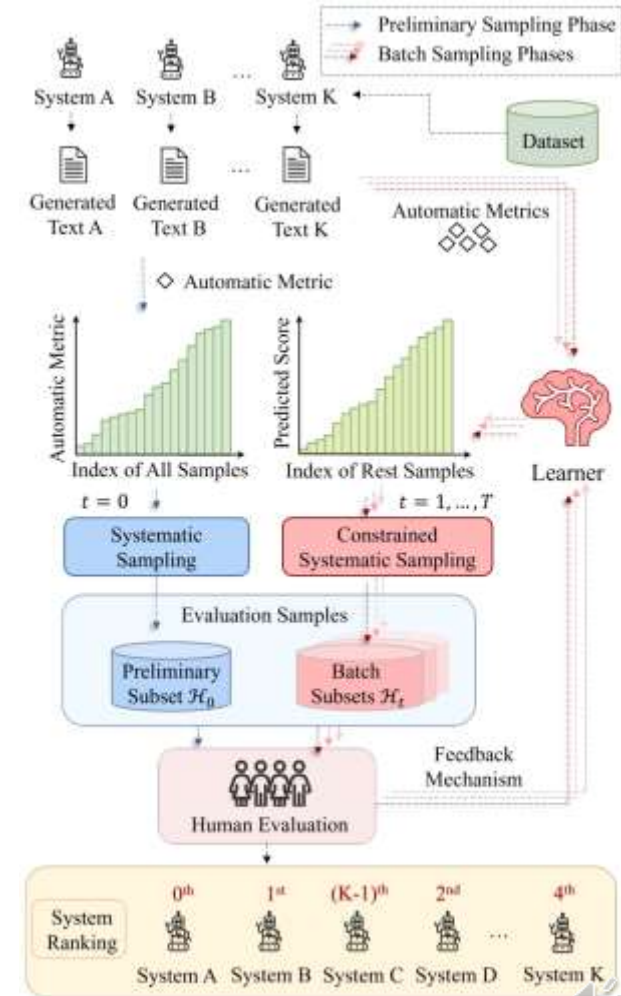 Preliminary Sampling Phase
Batch Sampling Phases
System A System B ... System K
Dataset
Generated Text A
Generated Text B
...
Generated Text K
Automatic Metrics
Automatic Metric
Automatic Metric
Index of All Samples
Predicted Score
Index of Rest Samples
Learner
t = 0
t = 1, ..., T
Systematic
Sampling
Constrained
Systematic Sampling
Evaluation Samples
Preliminary
Subset ℋ₀
Batch
Subsets ℋₜ
Feedback
Mechanism
Human Evaluation
System
Ranking
0th 1st (K-1)th 2nd 4th
System A System B System C System D ... System K